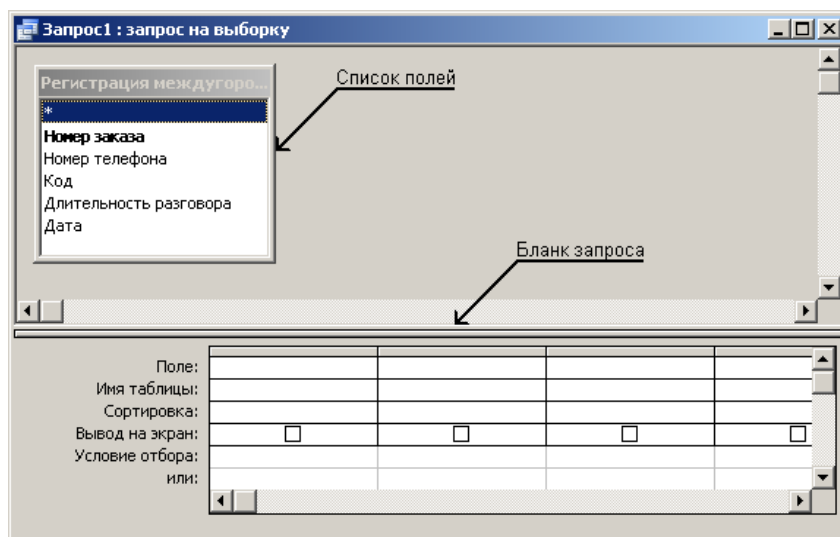 Запрос1 : запрос на выборку
Регистрация междугоро...
Список полей
*
Номер заказа
Номер телефона
Код
Длительность разговора
Дата
Бланк запроса
Поле:
Имя таблицы:
Сортировка:
Вывод на экран:
Условие отбора:
или: